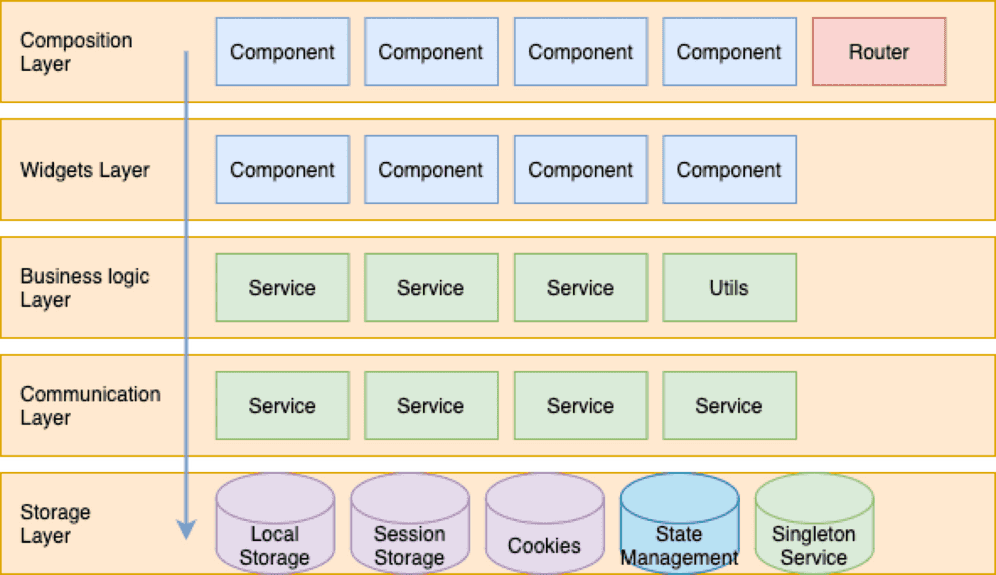 Composition
Layer
Component
Component
Component
Component
Router
Widgets Layer
Component
Component
Component
Component
Business logic
Layer
Service
Service
Service
Utils
Communication
Layer
Service
Service
Service
Service
Storage
Layer
Local
Storage
Session
Storage
Cookies
State
Management
Singleton
Service